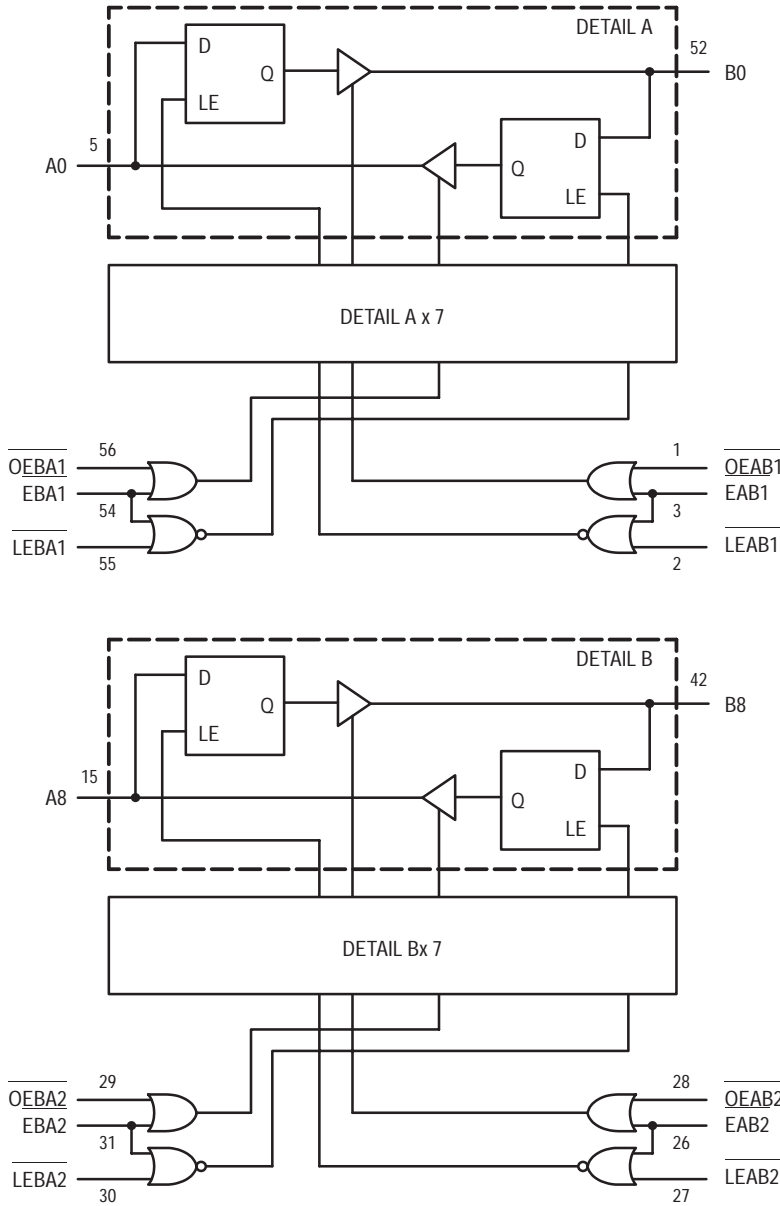 DETAIL A
D
Q
LE
52
B0
5
A0
D
Q
LE
DETAIL A x 7
56
OEBA1
EBA1
54
LEBA1
55
1
OEAB1
EAB1
3
LEAB1
2
DETAIL B
D
Q
LE
42
B8
15
A8
D
Q
LE
DETAIL Bx 7
29
OEBA2
EBA2
31
LEBA2
30
28
OEAB2
EAB2
26
LEAB2
27